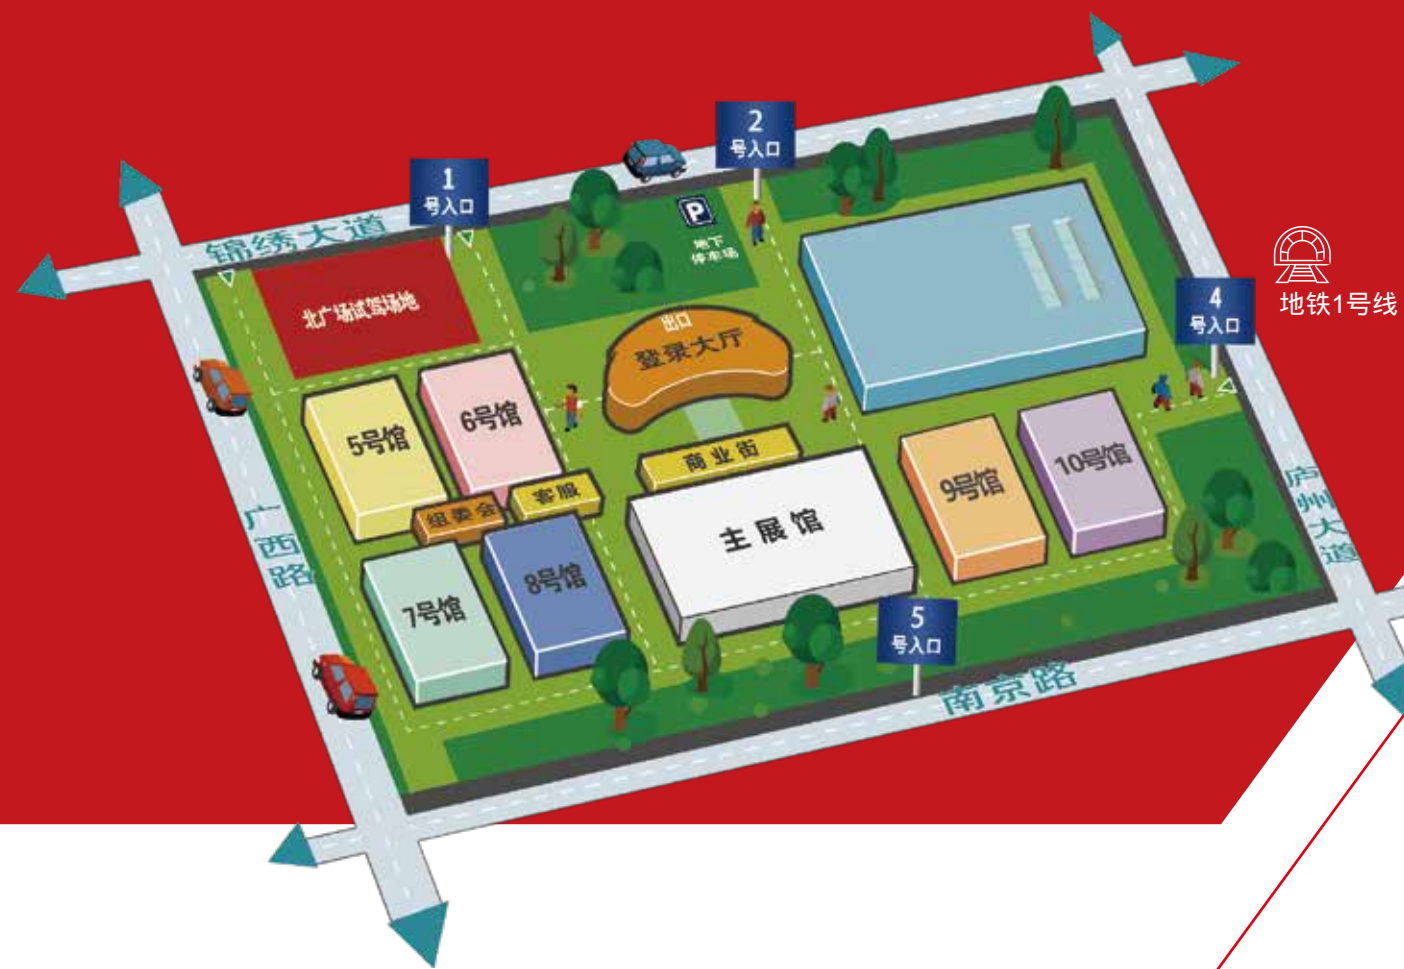 2
号入口
1
号入口
锦绣大道
P
地下
停车场
北广场试驾场地
出口
登录大厅
4
号入口
地铁1号线
5号馆
6号馆
商业街
组委会
客服
主展馆
9号馆
10号馆
广西路
庐州大道
7号馆
8号馆
5
号入口
南京路